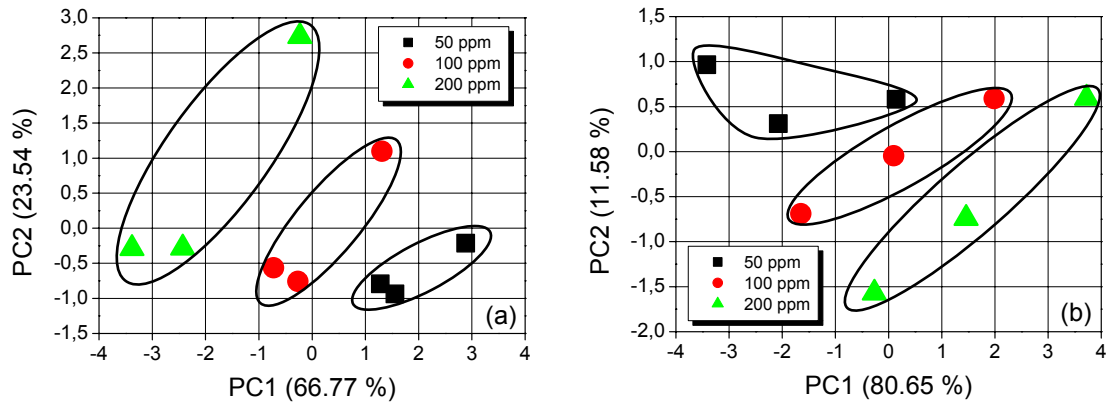 3,0
2,5
2,0
1,5
1,0
0,5
0,0
-0,5
-1,0
-1,5
PC2 (23.54 %)
50 ppm
100 ppm
200 ppm
(a)
-4 -3 -2 -1 0 1 2 3 4
PC1 (66.77 %)
1,5
1,0
0,5
0,0
-0,5
-1,0
-1,5
-2,0
PC2 (11.58 %)
50 ppm
100 ppm
200 ppm
(b)
-4 -3 -2 -1 0 1 2 3 4
PC1 (80.65 %)